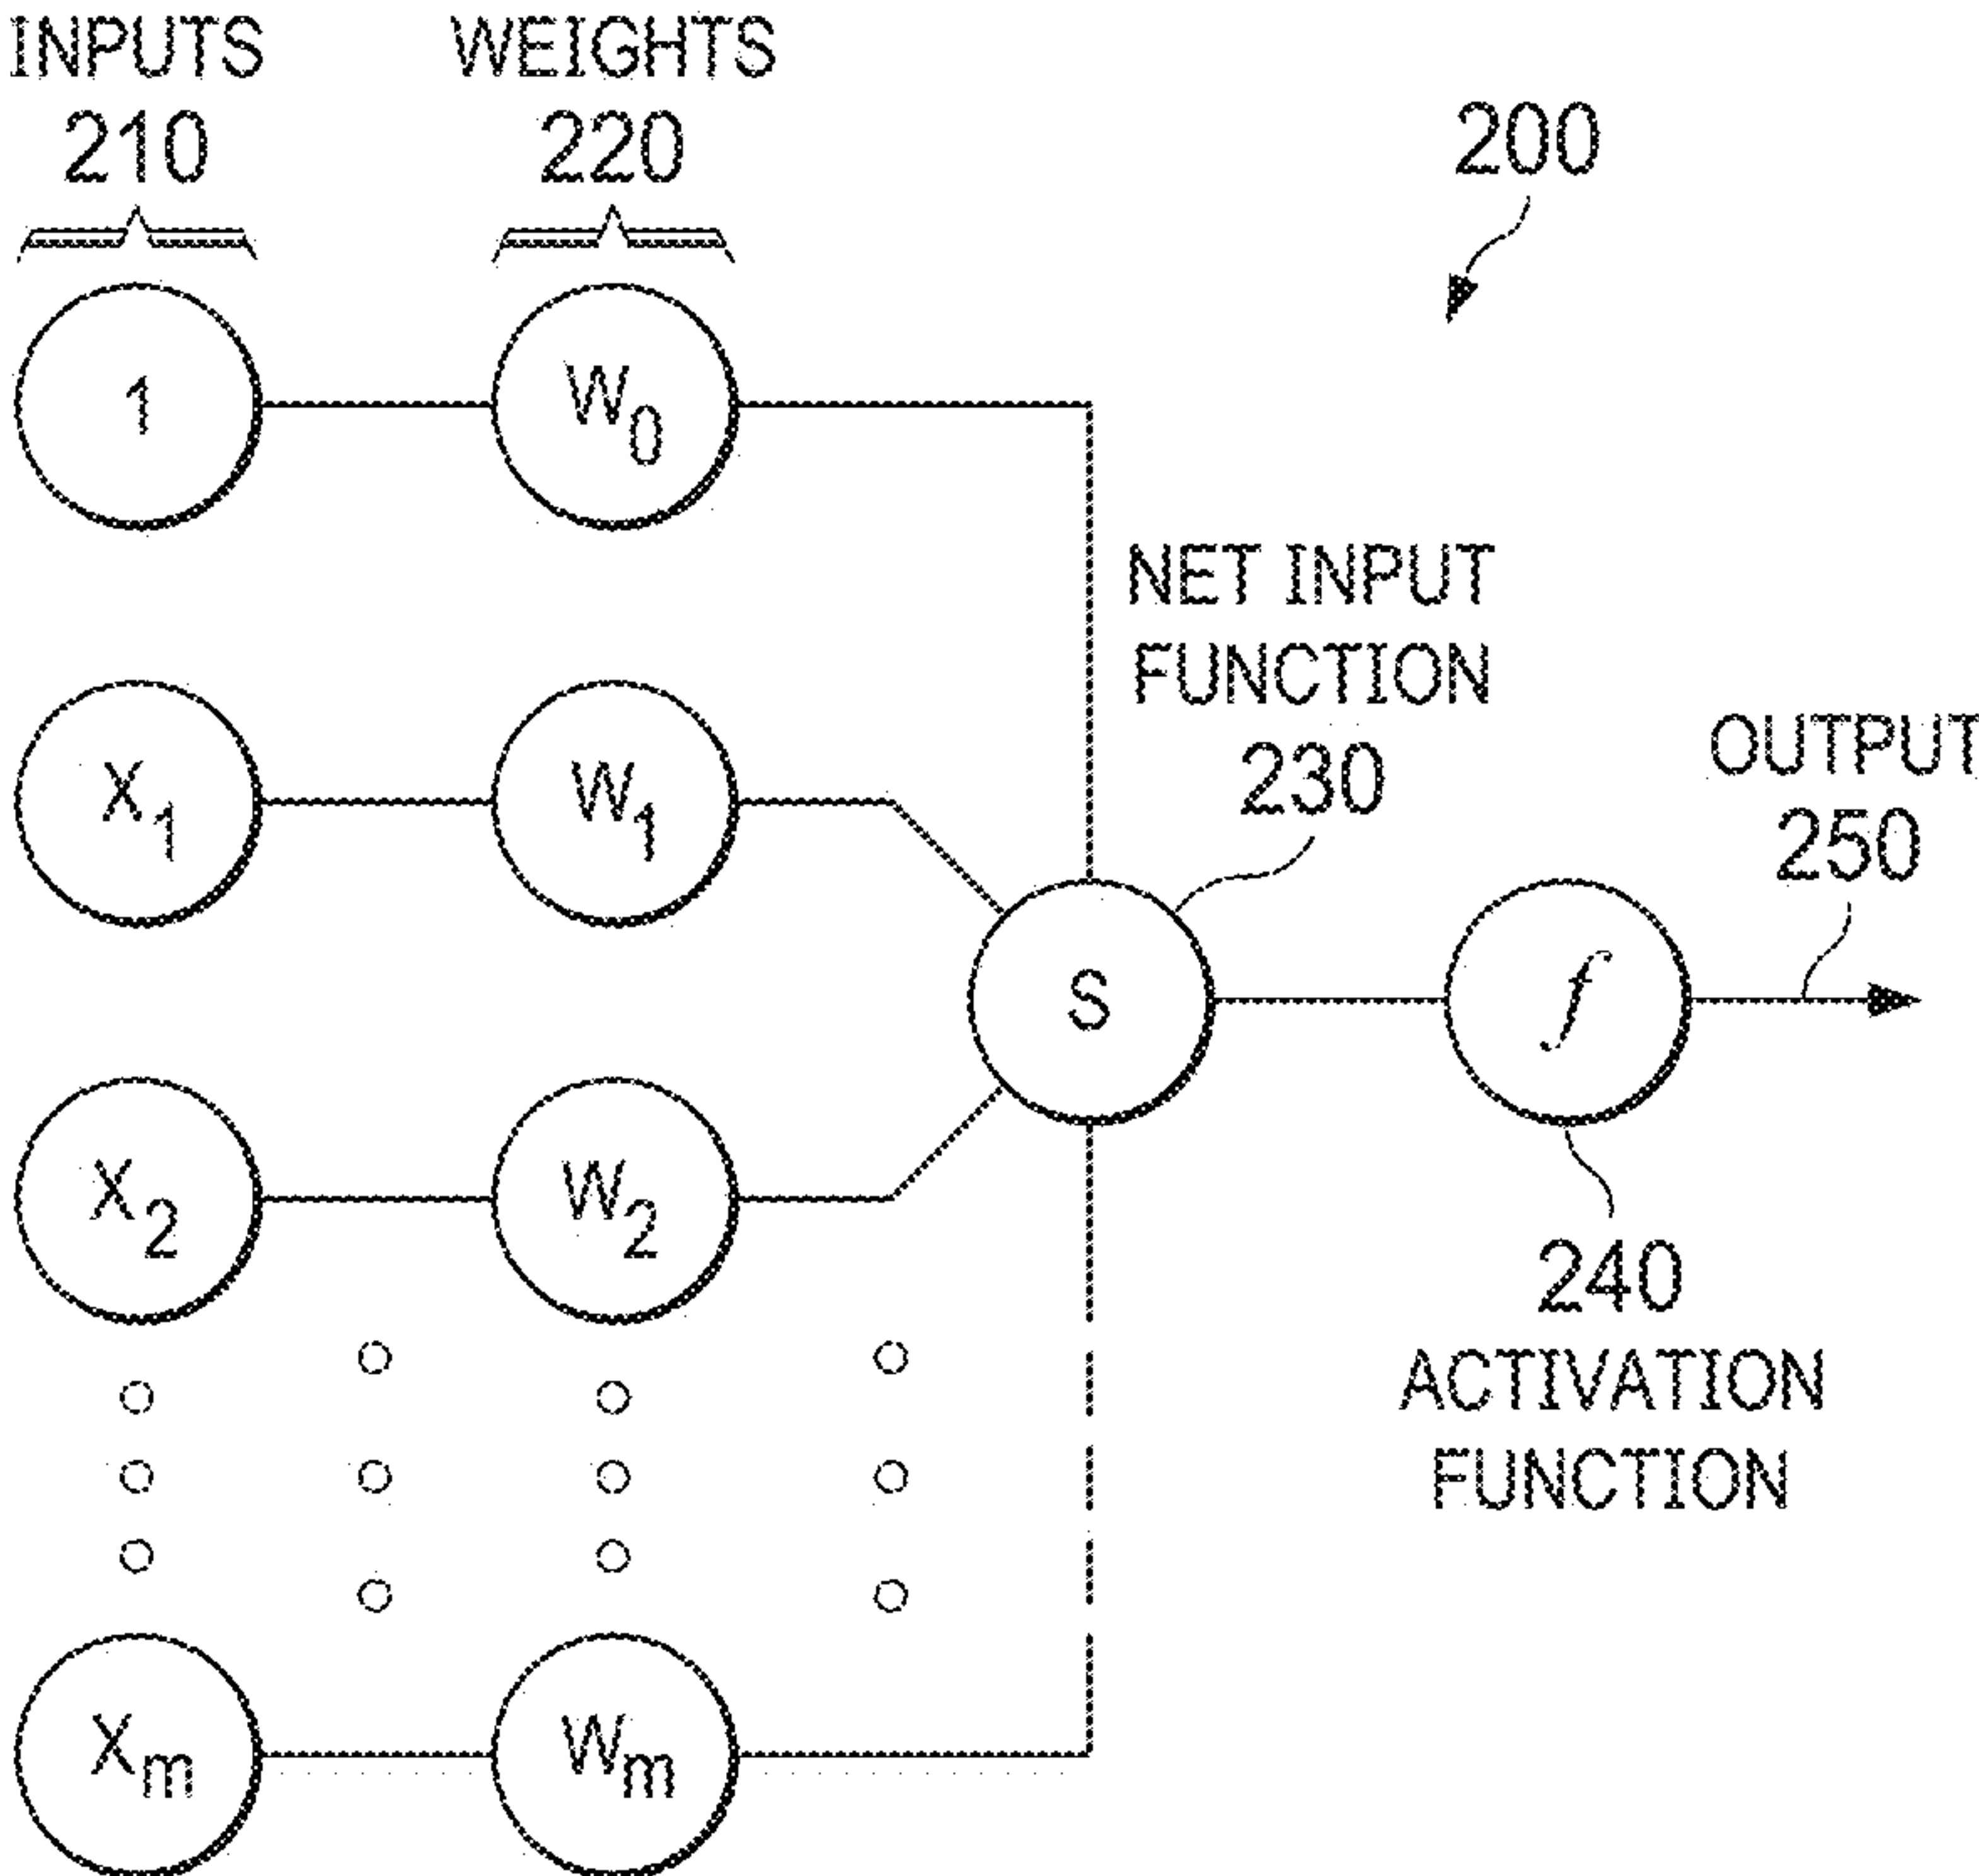 INPUTS
210
WEIGHTS
220
200
1
W0
NET INPUT
FUNCTION
230
OUTPUT
250
X1
W1
S
f
X2
W2
240
ACTIVATION
FUNCTION
Xm
Wm